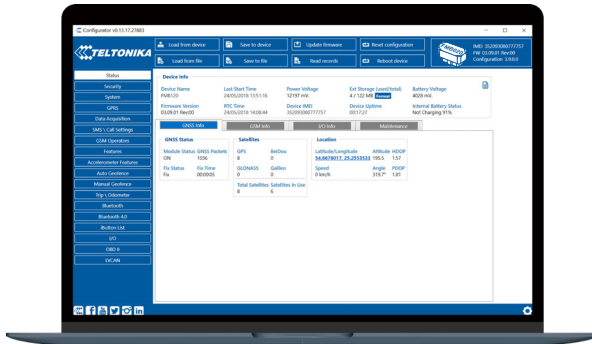 Configurator v0.13.17.27883
TELTONIKA
Load from device
Save to device
Update firmware
Reset configuration
Load from file
Save to file
Read records
Reboot device
FMB020
IMEI 352093080777757
FW 03.09.01 Rev:00
Configuration 3.9.0.0
Status
Security
System
GPRS
Data Acquisition
SMS \ Call Settings
GSM Operators
Features
Accelerometer Features
Auto Geofence
Manual Geofence
Trip \ Odometer
Bluetooth
Bluetooth 4.0
iButton List
I/O
OBD II
LVCAN
Device Info
Device Name
FMB120
Last Start Time
24/05/2018 13:51:16
Power Voltage
12197 mV.
Ext Storage (used/total)
4 / 122 MB Format
Battery Voltage
4028 mV.
Firmware Version
03.09.01 Rev:00
RTC Time
24/05/2018 14:08:44
Device IMEI
352093080777757
Device Uptime
00:17:27
Internal Battery Status
Not Charging 91%
GNSS Info
GSM Info
I/O Info
Maintenance
GNSS Status
Module Status GNSS Packets
ON 1036
Fix Status Fix Time
Fix 00:00:05
Satellites
GPS BeiDou
8 0
GLONASS Galileo
0 0
Total Satellites Satellites In Use
8 6
Location
Latitude/Longitude Altitude HDOP
54.6676017, 25.2553533 195.5 1.57
Speed Angle PDOP
0 km/h 319.7° 1.81